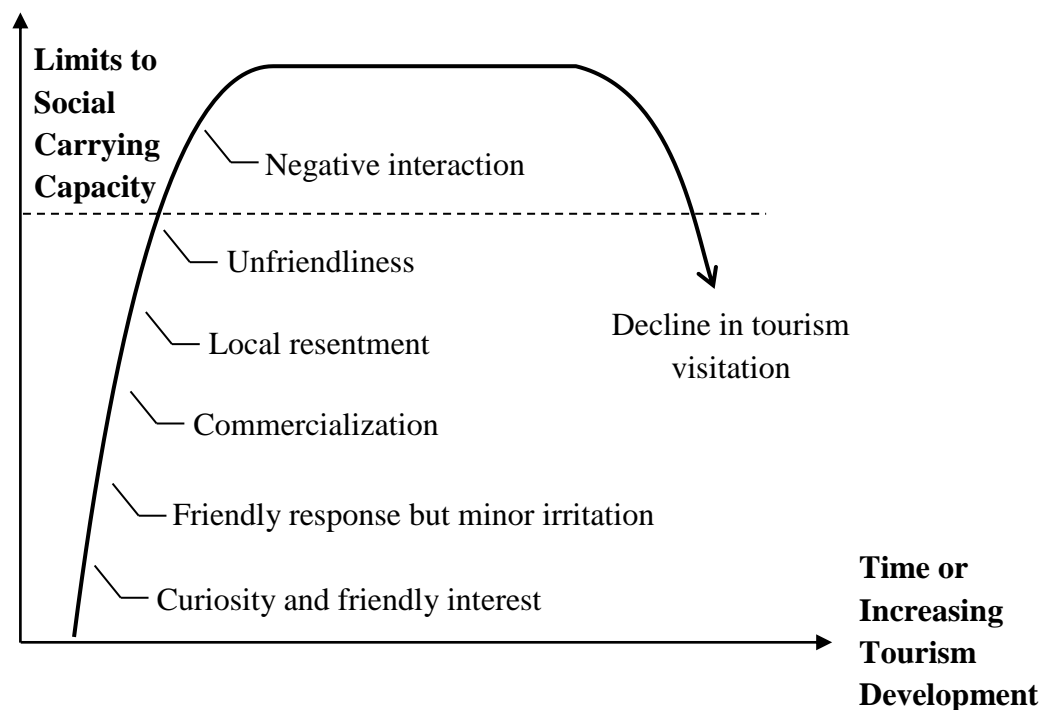 Limits to
Social
Carrying
Capacity
Negative interaction
Unfriendliness
Local resentment
Decline in tourism
visitation
Commercialization
Friendly response but minor irritation
Curiosity and friendly interest
Time or
Increasing
Tourism
Development